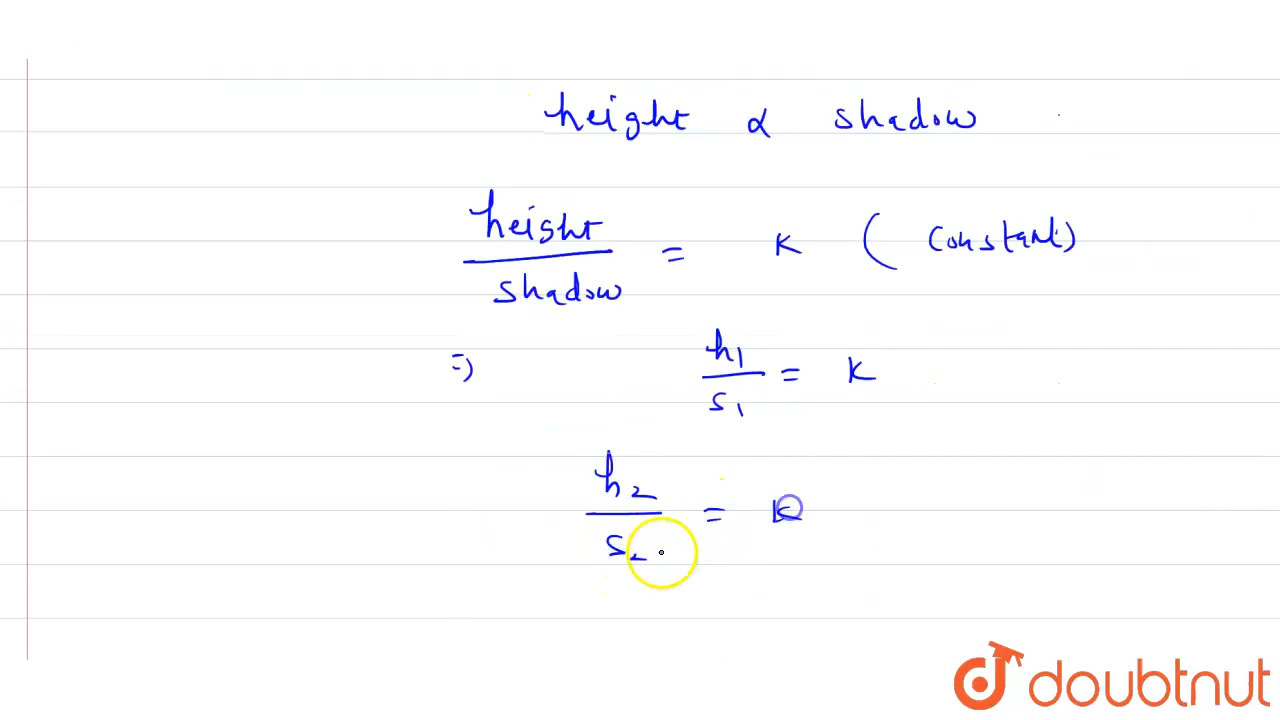 height α shadow
height/shadow = K (constant)
⇒ h1/s1 = K
h2/s2 = K
doubtnut